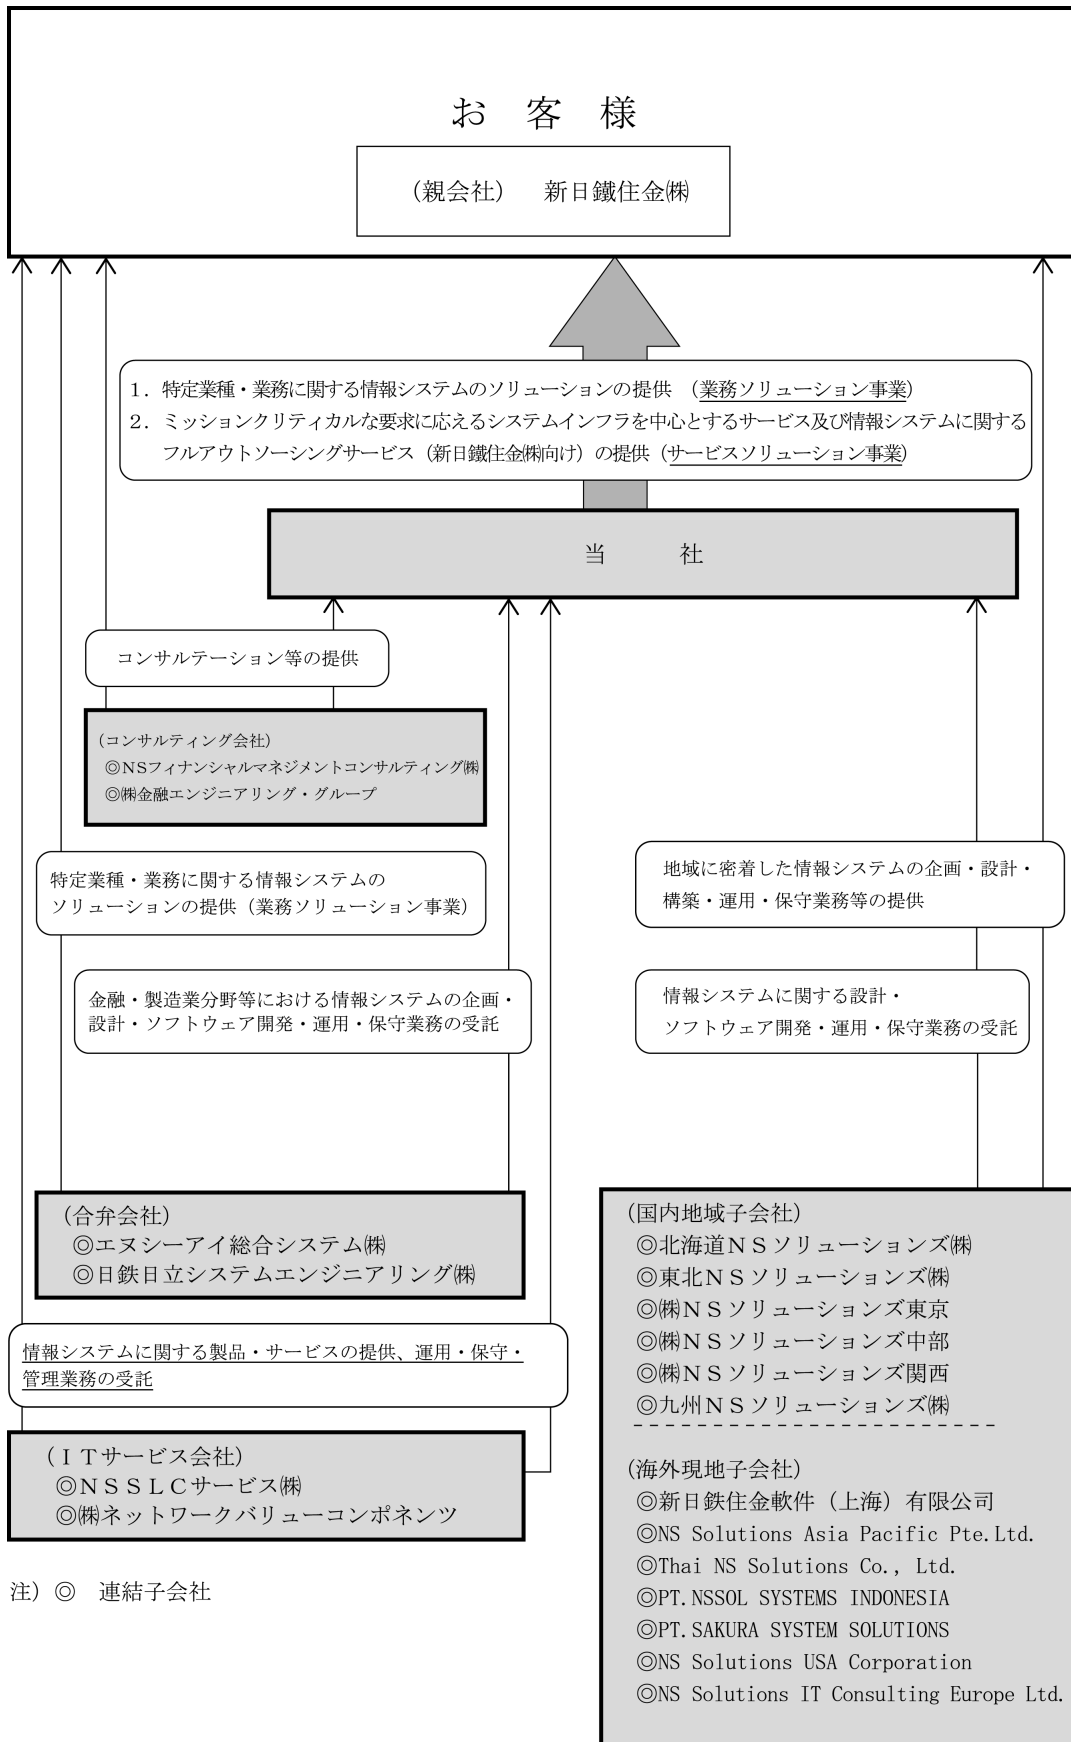 お 客 様
（親会社） 新日鐵住金㈱
１．特定業種・業務に関する情報システムのソリューションの提供 （業務ソリューション事業）
２．ミッションクリティカルな要求に応えるシステムインフラを中心とするサービス及び情報システムに関する
フルアウトソーシングサービス（新日鐵住金㈱向け）の提供（サービスソリューション事業）
当 社
コンサルテーション等の提供
（コンサルティング会社）
◎ＮＳフィナンシャルマネジメントコンサルティング㈱
◎㈱金融エンジニアリング・グループ
特定業種・業務に関する情報システムの
ソリューションの提供（業務ソリューション事業）
金融・製造業分野等における情報システムの企画・
設計・ソフトウェア開発・運用・保守業務の受託
地域に密着した情報システムの企画・設計・
構築・運用・保守業務等の提供
情報システムに関する設計・
ソフトウェア開発・運用・保守業務の受託
（合弁会社）
◎エヌシーアイ総合システム㈱
◎日鉄日立システムエンジニアリング㈱
情報システムに関する製品・サービスの提供、運用・保守・
管理業務の受託
（ＩＴサービス会社）
◎ＮＳＳＬＣサービス㈱
◎㈱ネットワークバリューコンポネンツ
（国内地域子会社）
◎北海道ＮＳソリューションズ㈱
◎東北ＮＳソリューションズ㈱
◎㈱ＮＳソリューションズ東京
◎㈱ＮＳソリューションズ中部
◎㈱ＮＳソリューションズ関西
◎九州ＮＳソリューションズ㈱
（海外現地子会社）
◎新日鉄住金軟件（上海）有限公司
◎NS Solutions Asia Pacific Pte.Ltd.
◎Thai NS Solutions Co., Ltd.
◎PT.NSSOL SYSTEMS INDONESIA
◎PT.SAKURA SYSTEM SOLUTIONS
◎NS Solutions USA Corporation
◎NS Solutions IT Consulting Europe Ltd.
注）◎ 連結子会社